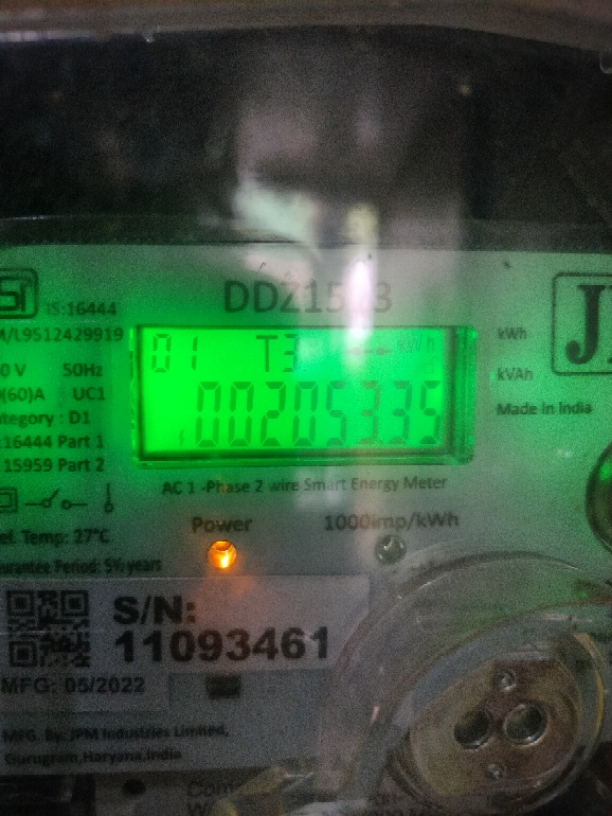 IS:16444
M/L9512429919
0 V 50Hz
(60)A UC1
ategory : D1
:16444 Part 1
15959 Part 2
el. Temp: 27°C
uarantee Period: 5½ years
01 T3 kWh
002053.35
kWh
kVAh
Made In India
AC 1 -Phase 2 wire Smart Energy Meter
Power 1000imp/kWh
S/N:
11093461
MFG: 05/2022
MFG. By: JPM Industries Limited,
Gurugram,Haryana,India